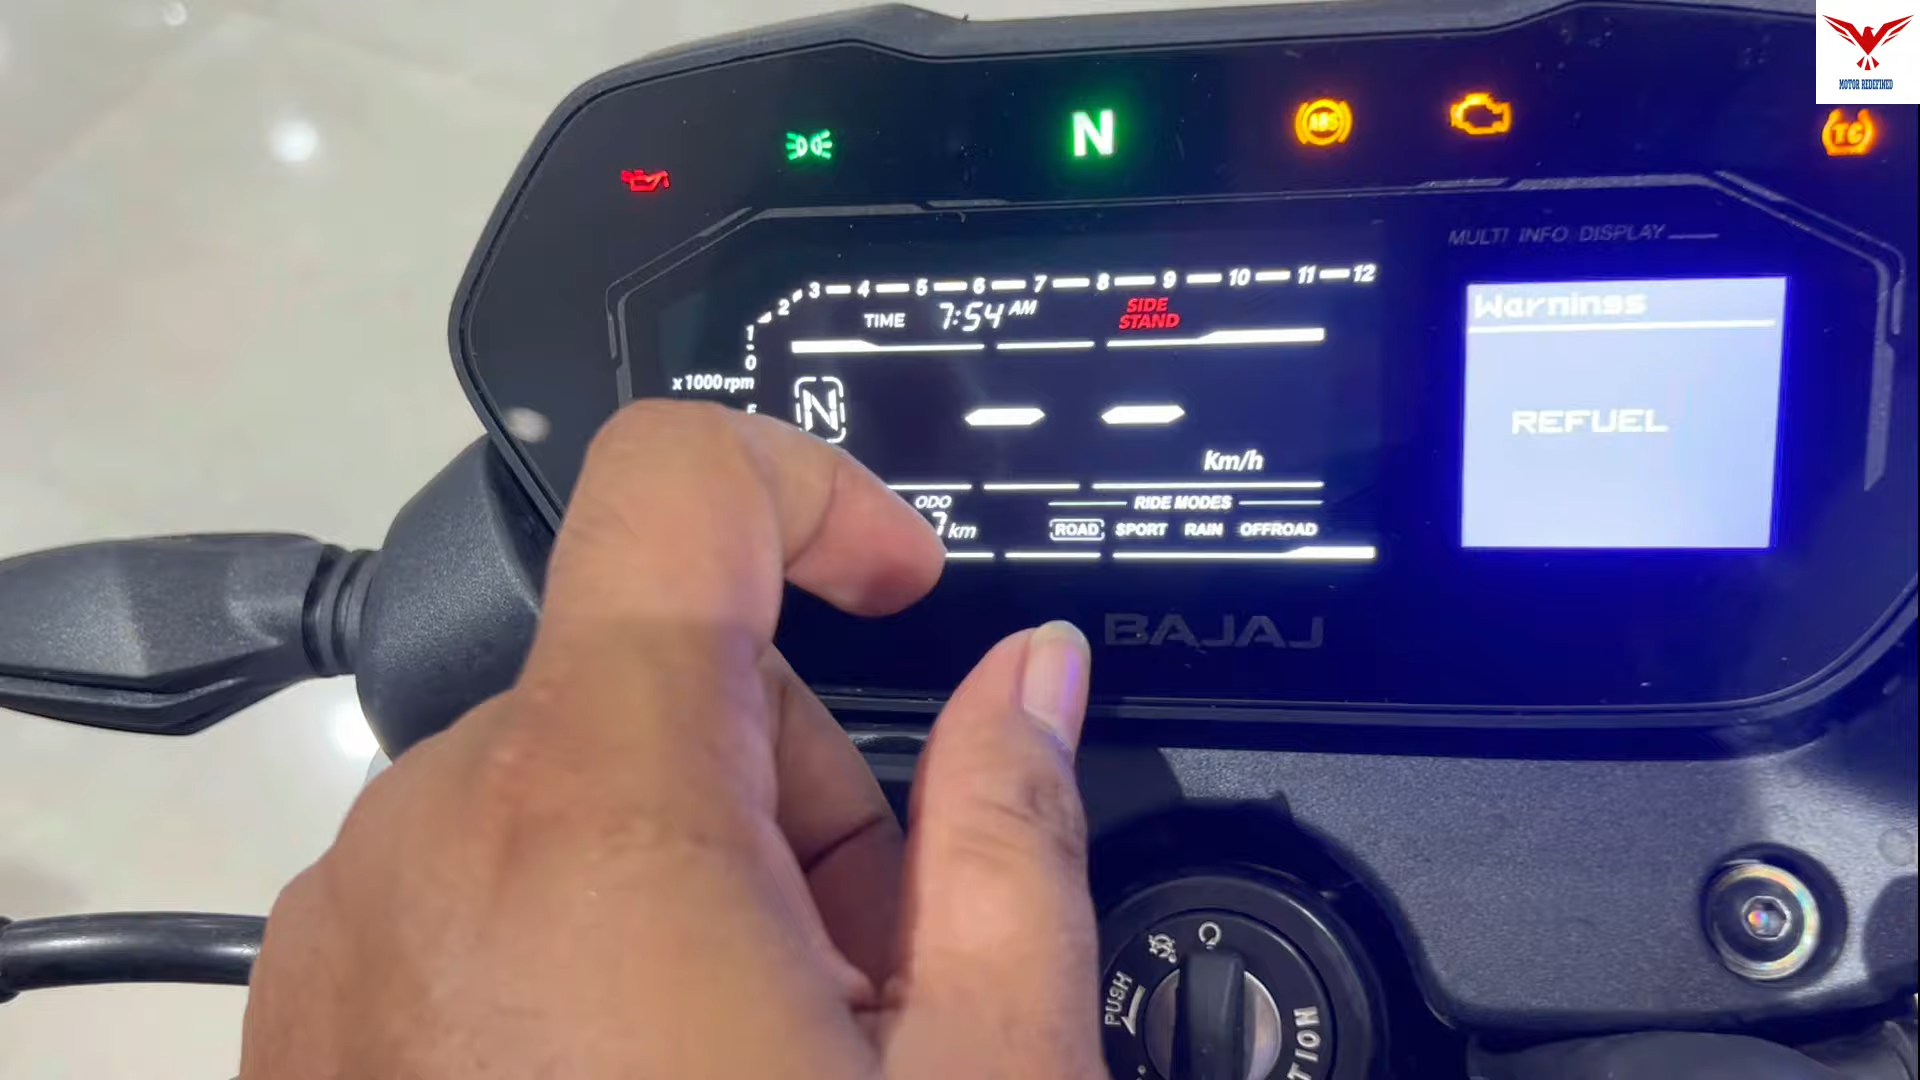 MOTOR REDEFINED
N
ABS
TC
MULTI INFO DISPLAY
0 1 2 3 4 5 6 7 8 9 10 11 12
TIME 7:54 AM
SIDE
STAND
Warnings
x1000 rpm
N
REFUEL
Km/h
ODO
RIDE MODES
7 km
ROAD SPORT RAIN OFFROAD
BAJAJ
PUSH